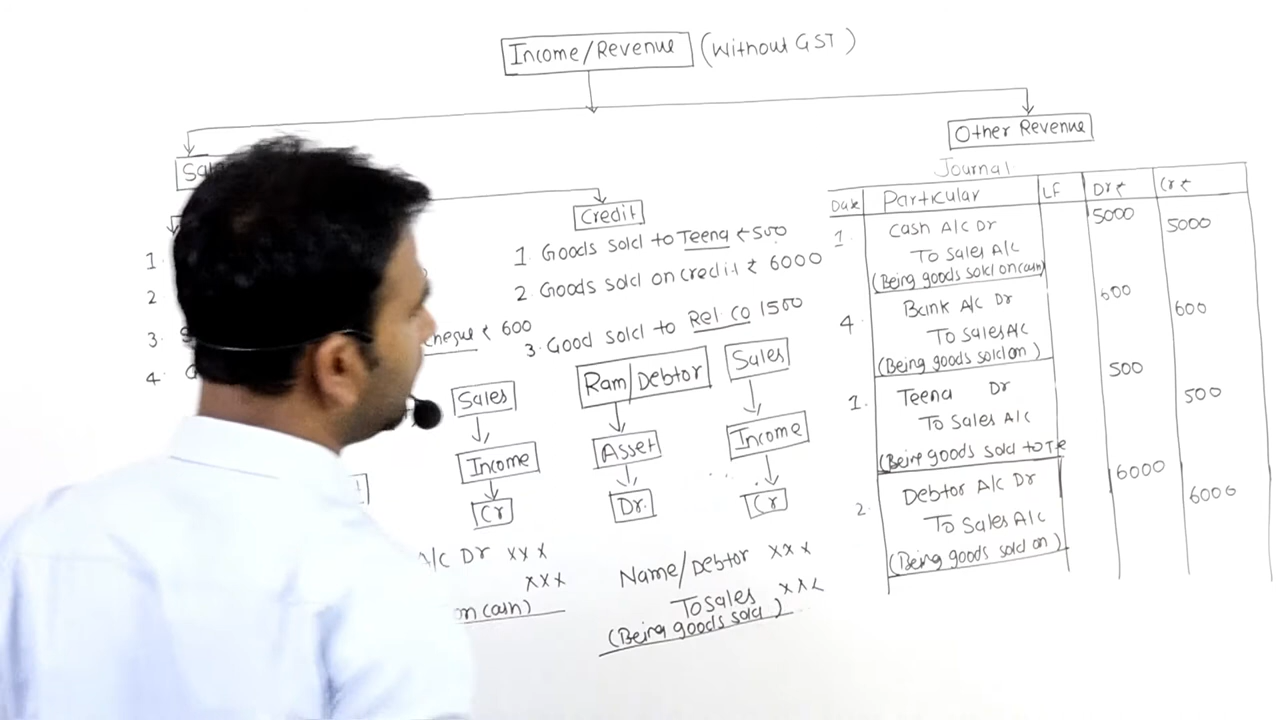 Income/Revenue (Without GST)
Other Revenue
Sal
Credit
1. Goods sold to Teena ₹500
2. Goods sold on credit ₹ 6000
3. Good sold to Rel. Co 1500
1
2
3. S
4
cheque ₹ 600
Sales
Income
Cr
Ram/Debtor
Asset
Dr.
Sales
Income
Cr
A/C Dr xxx
xxx
on cash)
Name/Debtor xxx
To Sales xxx
(Being goods sold)
Journal
Date Particular LF Dr ₹ Cr ₹
1. Cash A/C Dr 5000
To Sales A/C 5000
(Being goods sold on cash)
4 Bank A/C Dr 600
To Sales A/C 600
(Being goods sold on )
1. Teena Dr 500
To Sales A/C 500
(Being goods sold to Te
2. Debtor A/C Dr 6000
To Sales A/C 6000
(Being goods sold on)